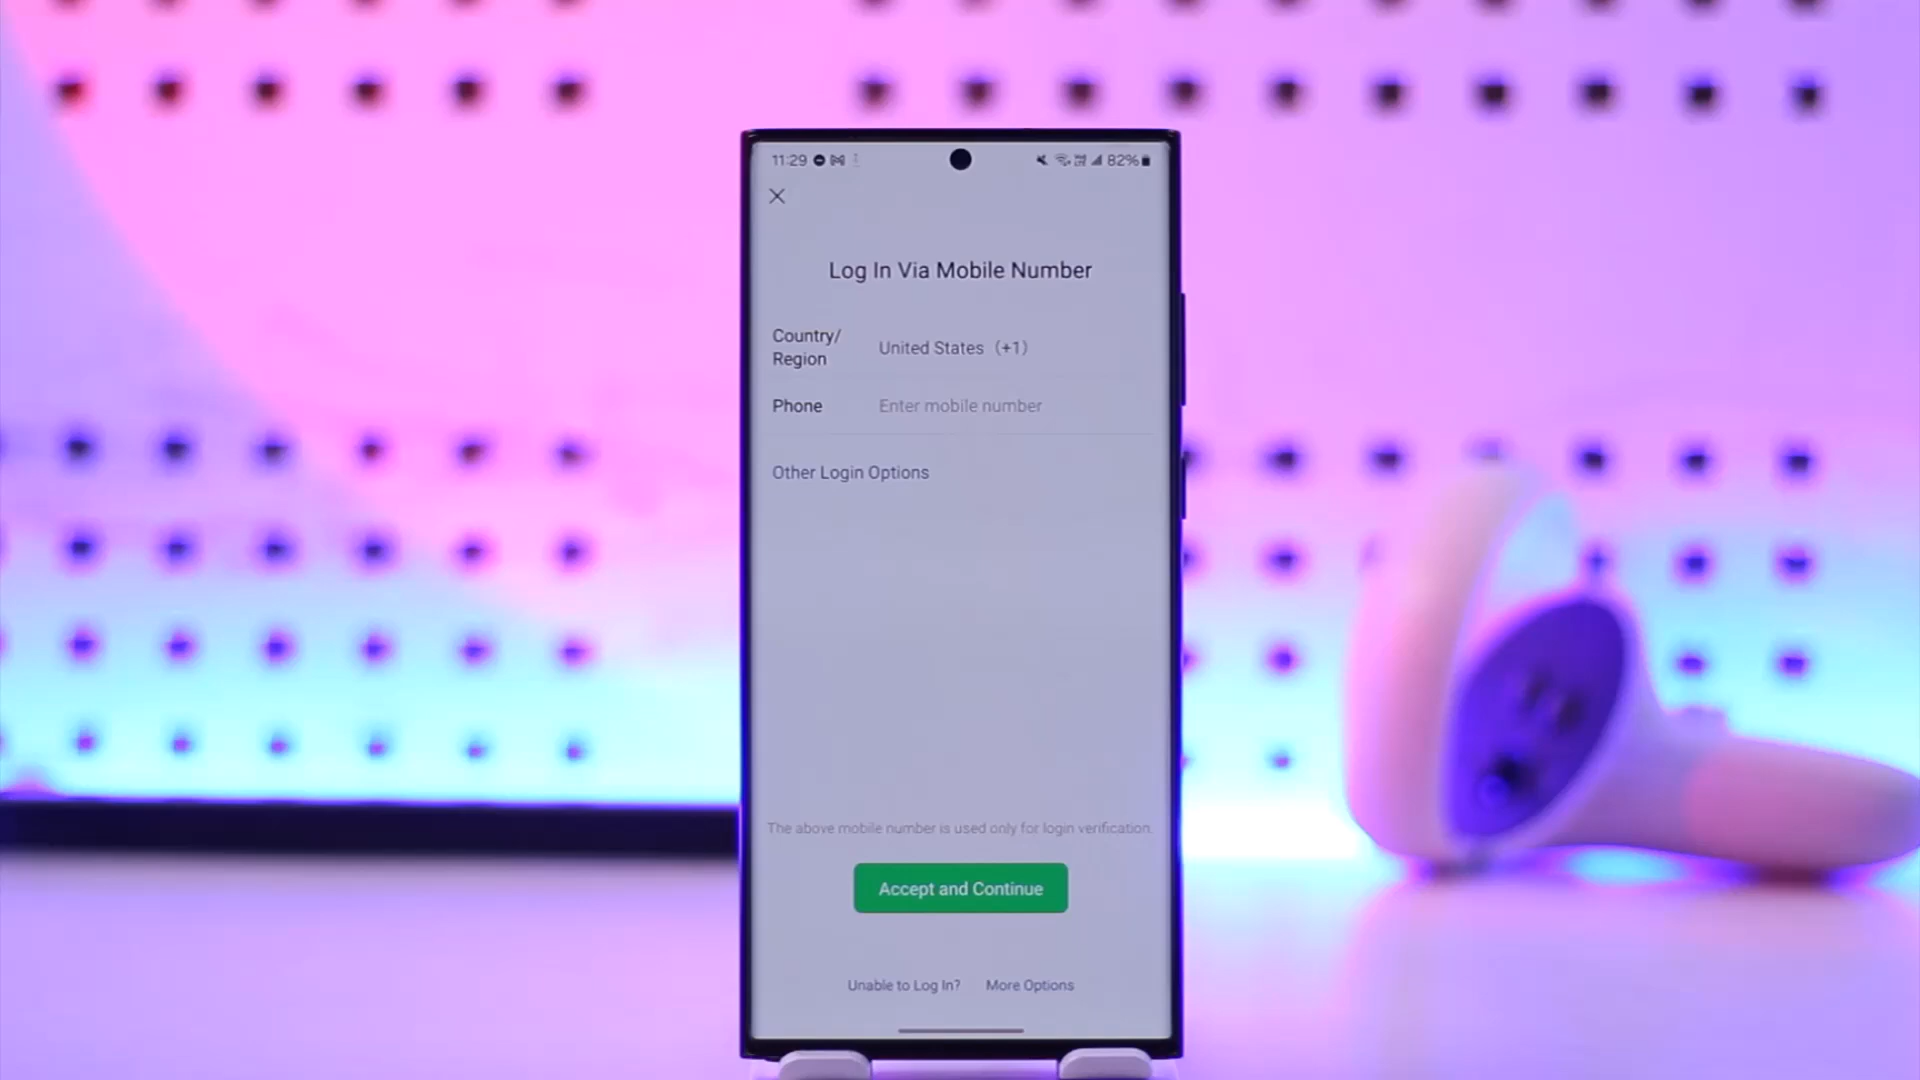 11:29 82%
Log In Via Mobile Number
Country/
Region
United States (+1)
Phone Enter mobile number
Other Login Options
The above mobile number is used only for login verification.
Accept and Continue
Unable to Log In? More Options